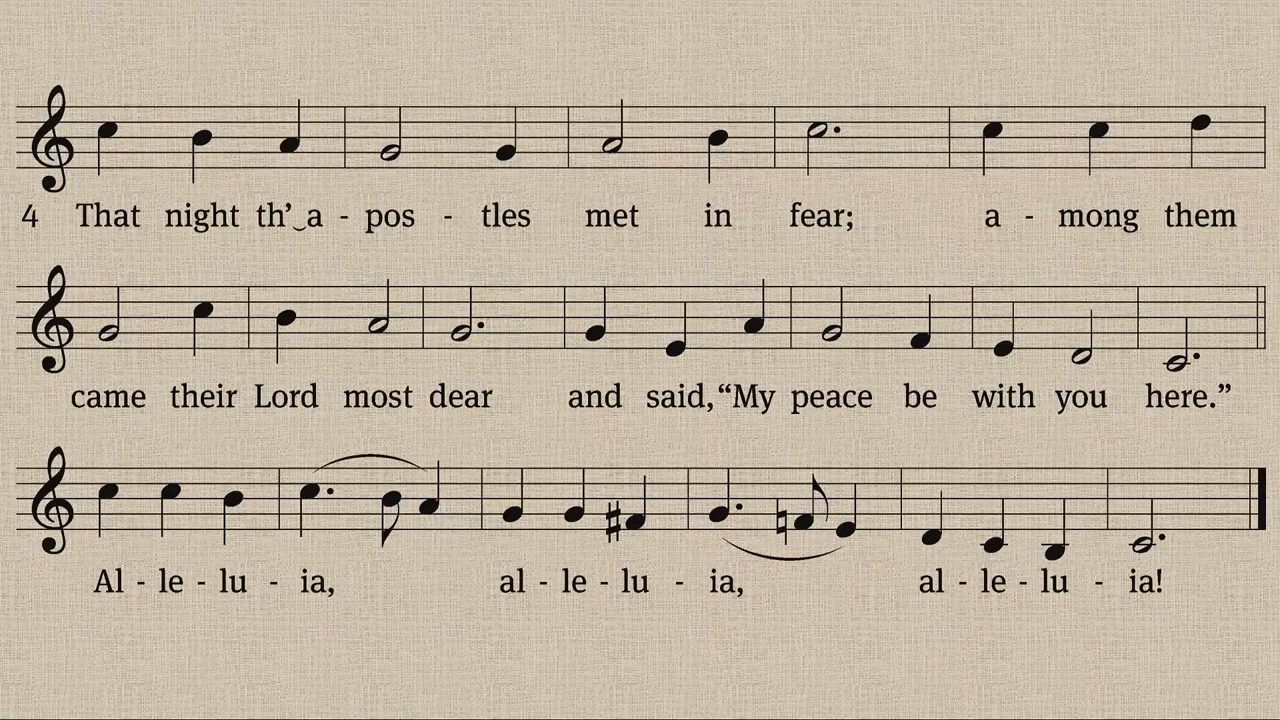 4 That night th’‿a - pos - tles met in fear; a - mong them
came their Lord most dear and said, “My peace be with you here.”
Al - le - lu - ia, al - le - lu - ia, al - le - lu - ia!